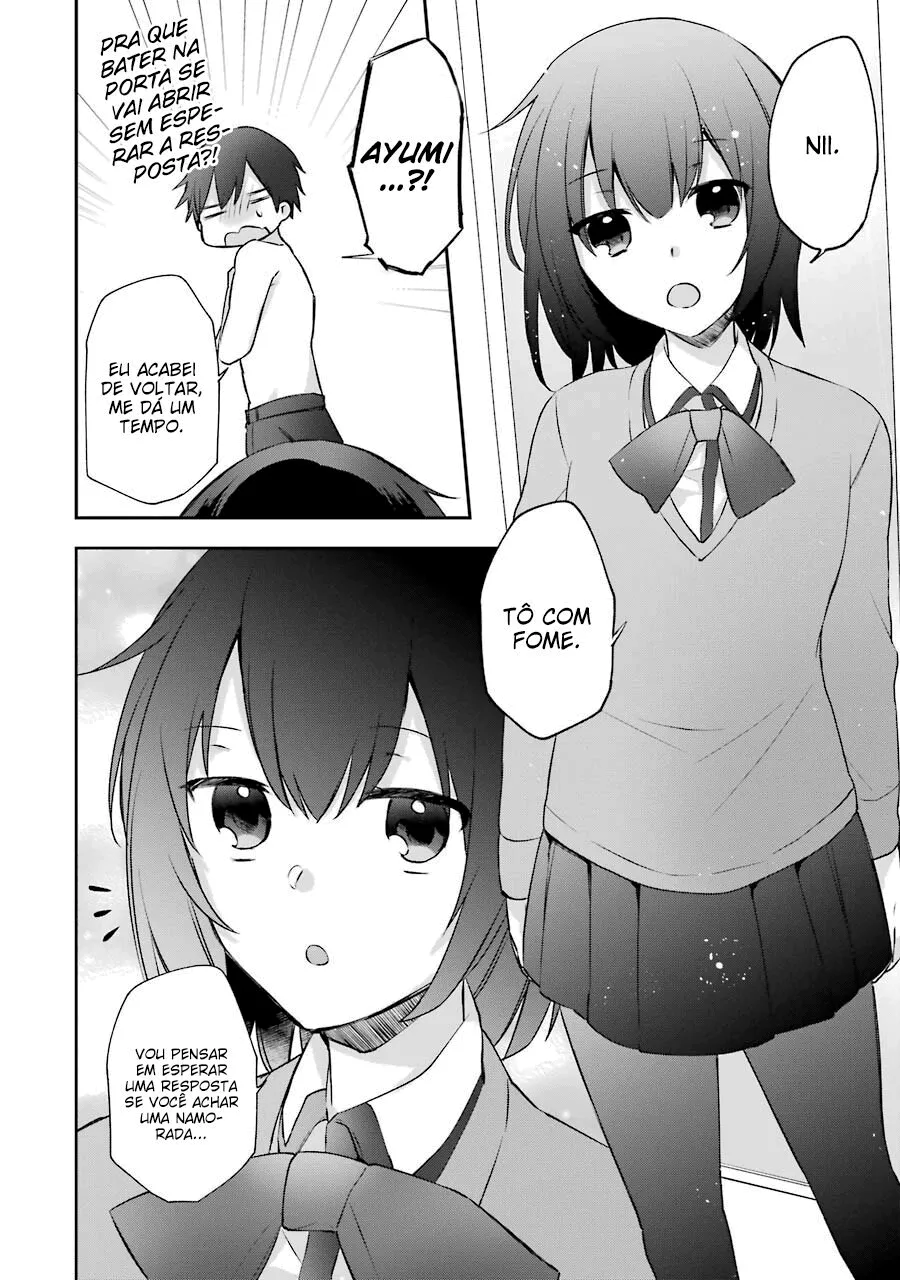 NII.
TÔ COM
FOME.
AYUMI
...?!
PRA QUE
BATER NA
PORTA SE
VAI ABRIR
SEM ESPE-
RAR A RES-
POSTA?!
EU ACABEI
DE VOLTAR,
ME DÁ UM
TEMPO.
VOU PENSAR
EM ESPERAR
UMA RESPOSTA
SE VOCÊ ACHAR
UMA NAMO-
RADA...